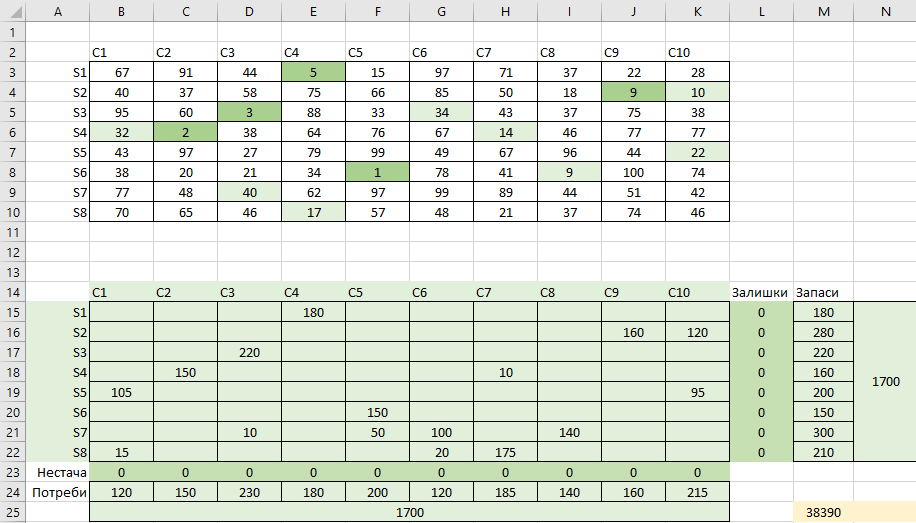 A B C D E F G H I J K L M N
1
2 C1 C2 C3 C4 C5 C6 C7 C8 C9 C10
3 S1 67 91 44 5 15 97 71 37 22 28
4 S2 40 37 58 75 66 85 50 18 9 10
5 S3 95 60 3 88 33 34 43 37 75 38
6 S4 32 2 38 64 76 67 14 46 77 77
7 S5 43 97 27 79 99 49 67 96 44 22
8 S6 38 20 21 34 1 78 41 9 100 74
9 S7 77 48 40 62 97 99 89 44 51 42
10 S8 70 65 46 17 57 48 21 37 74 46
11
12
13
14 C1 C2 C3 C4 C5 C6 C7 C8 C9 C10 Залишки Запаси
15 S1 180 0 180
16 S2 160 120 0 280
17 S3 220 0 220
18 S4 150 10 0 160
19 S5 105 95 0 200 1700
20 S6 150 0 150
21 S7 10 50 100 140 0 300
22 S8 15 20 175 0 210
23 Нестача 0 0 0 0 0 0 0 0 0 0
24 Потреби 120 150 230 180 200 120 185 140 160 215
25 1700 38390